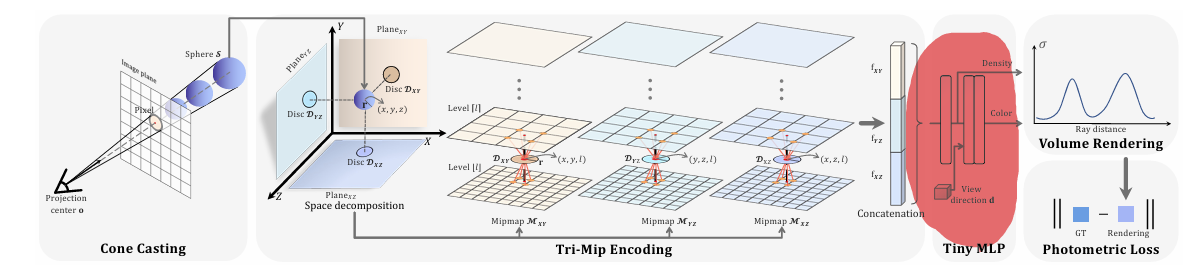 Sphere 𝑺
Image plane
Pixel
Projection
center o
Cone Casting
Y
Plane_XY
Plane_YZ
Disc 𝒟_XY
r
(x, y, z)
Disc 𝒟_YZ
X
Disc 𝒟_XZ
Z
Plane_XZ
Space decomposition
Level ⌈l⌉
𝒟_XY
r
(x, y, l)
𝒟_YZ
(y, z, l)
𝒟_XZ
(x, z, l)
Level ⌊l⌋
Mipmap ℳ_XY
Mipmap ℳ_YZ
Mipmap ℳ_XZ
Tri-Mip Encoding
f_XY
f_YZ
f_XZ
Concatenation
Density
Color
View
direction d
Tiny MLP
σ
Ray distance
Volume Rendering
GT
Rendering
Photometric Loss